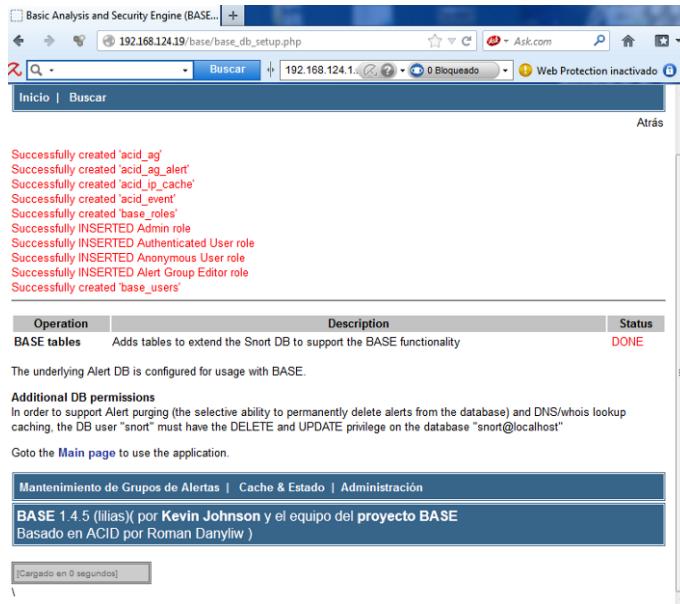 Basic Analysis and Security Engine (BASE... +
192.168.124.19/base/base_db_setup.php Ask.com
Buscar 192.168.124.1.. 0 Bloqueado Web Protection inactivado
Inicio | Buscar
Atrás
Successfully created 'acid_ag'
Successfully created 'acid_ag_alert'
Successfully created 'acid_ip_cache'
Successfully created 'acid_event'
Successfully created 'base_roles'
Successfully INSERTED Admin role
Successfully INSERTED Authenticated User role
Successfully INSERTED Anonymous User role
Successfully INSERTED Alert Group Editor role
Successfully created 'base_users'
Operation Description Status
BASE tables Adds tables to extend the Snort DB to support the BASE functionality DONE
The underlying Alert DB is configured for usage with BASE.
Additional DB permissions
In order to support Alert purging (the selective ability to permanently delete alerts from the database) and DNS/whois lookup
caching, the DB user "snort" must have the DELETE and UPDATE privilege on the database "snort@localhost"
Goto the Main page to use the application.
Mantenimiento de Grupos de Alertas | Cache & Estado | Administración
BASE 1.4.5 (lilias)( por Kevin Johnson y el equipo del proyecto BASE
Basado en ACID por Roman Danyliw )
[Cargado en 0 segundos]
\